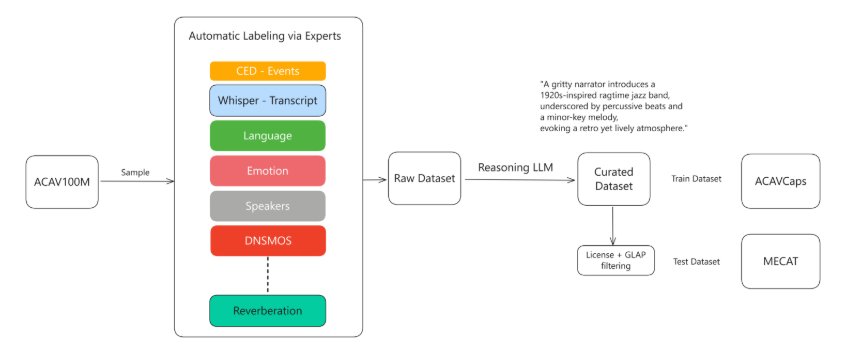 Automatic Labeling via Experts
CED - Events
Whisper - Transcript
Language
Emotion
Speakers
DNSMOS
Reverberation
ACAV100M
Sample
Raw Dataset
Reasoning LLM
"A gritty narrator introduces a
1920s-inspired ragtime jazz band,
underscored by percussive beats and
a minor-key melody,
evoking a retro yet lively atmosphere."
Curated
Dataset
Train Dataset
ACAVCaps
License + GLAP
filtering
Test Dataset
MECAT